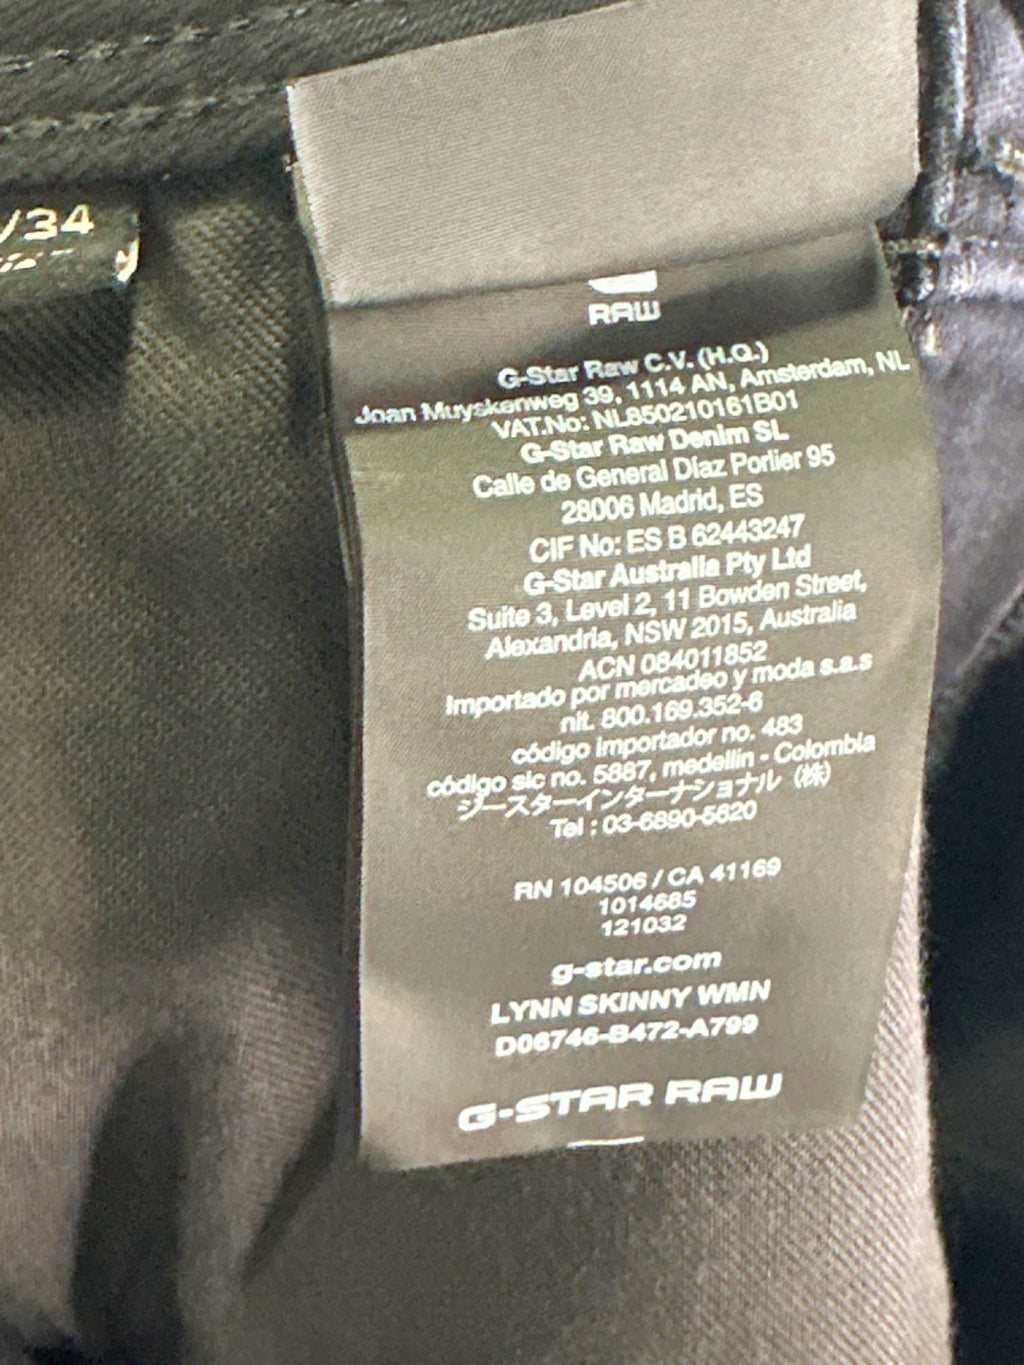 /34
RAW
G-Star Raw C.V. (H.Q.)
Joan Muyskenweg 39, 1114 AN, Amsterdam, NL
VAT.No: NL850210161B01
G-Star Raw Denim SL
Calle de General Diaz Porlier 95
28006 Madrid, ES
CIF No: ES B 62443247
G-Star Australia Pty Ltd
Suite 3, Level 2, 11 Bowden Street,
Alexandria, NSW 2015, Australia
ACN 084011852
Importado por mercadeo y moda s.a.s
nit. 800.169.352-6
código importador no. 483
código sic no. 5887, medellin - Colombia
ジースターインターナショナル (株)
Tel : 03-6890-5620
RN 104506 / CA 41169
1014685
121032
g-star.com
LYNN SKINNY WMN
D06746-B472-A799
G-STAR RAW